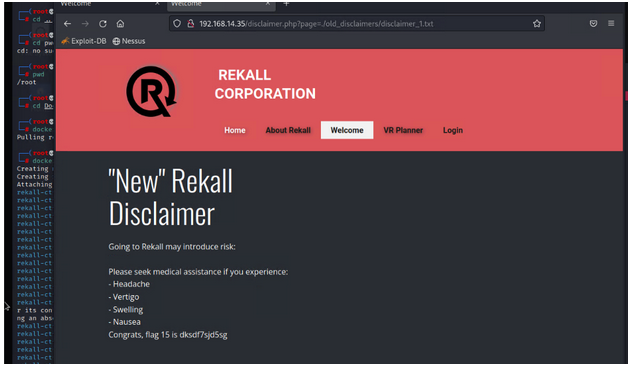 Welcome × Welcome × +
192.168.14.35/disclaimer.php?page=./old_disclaimers/disclaimer_1.txt
Exploit-DB Nessus
R
REKALL
CORPORATION
Home About Rekall Welcome VR Planner Login
"New" Rekall
Disclaimer
Going to Rekall may introduce risk:
Please seek medical assistance if you experience:
- Headache
- Vertigo
- Swelling
- Nausea
Congrats, flag 15 is dksdf7sjd5sg
(root
cd ..
(root
cd pw
cd: no su
(root
pwd
/root
(root
cd Do
(root
docke
Pulling r
(root
docke
Creating
Creating
Attaching
rekall-ct
rekall-ct
rekall-ct
rekall-ct
rekall-ct
rekall-ct
rekall-ct
rekall-ct
rekall-ct
rekall-ct
rekall-ct
rekall-ct
rekall-ct
rekall-ct
r its con
rekall-ct
ng an abs
rekall-ct
rekall-ct
rekall-ct
rekall-ct
rekall-ct